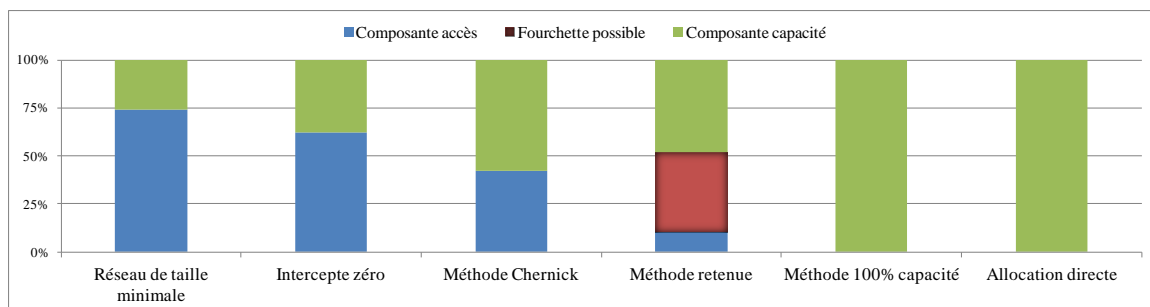 Composante accès Fourchette possible Composante capacité
100%
75%
50%
25%
0%
Réseau de taille minimale
Intercepte zéro
Méthode Chernick
Méthode retenue
Méthode 100% capacité
Allocation directe